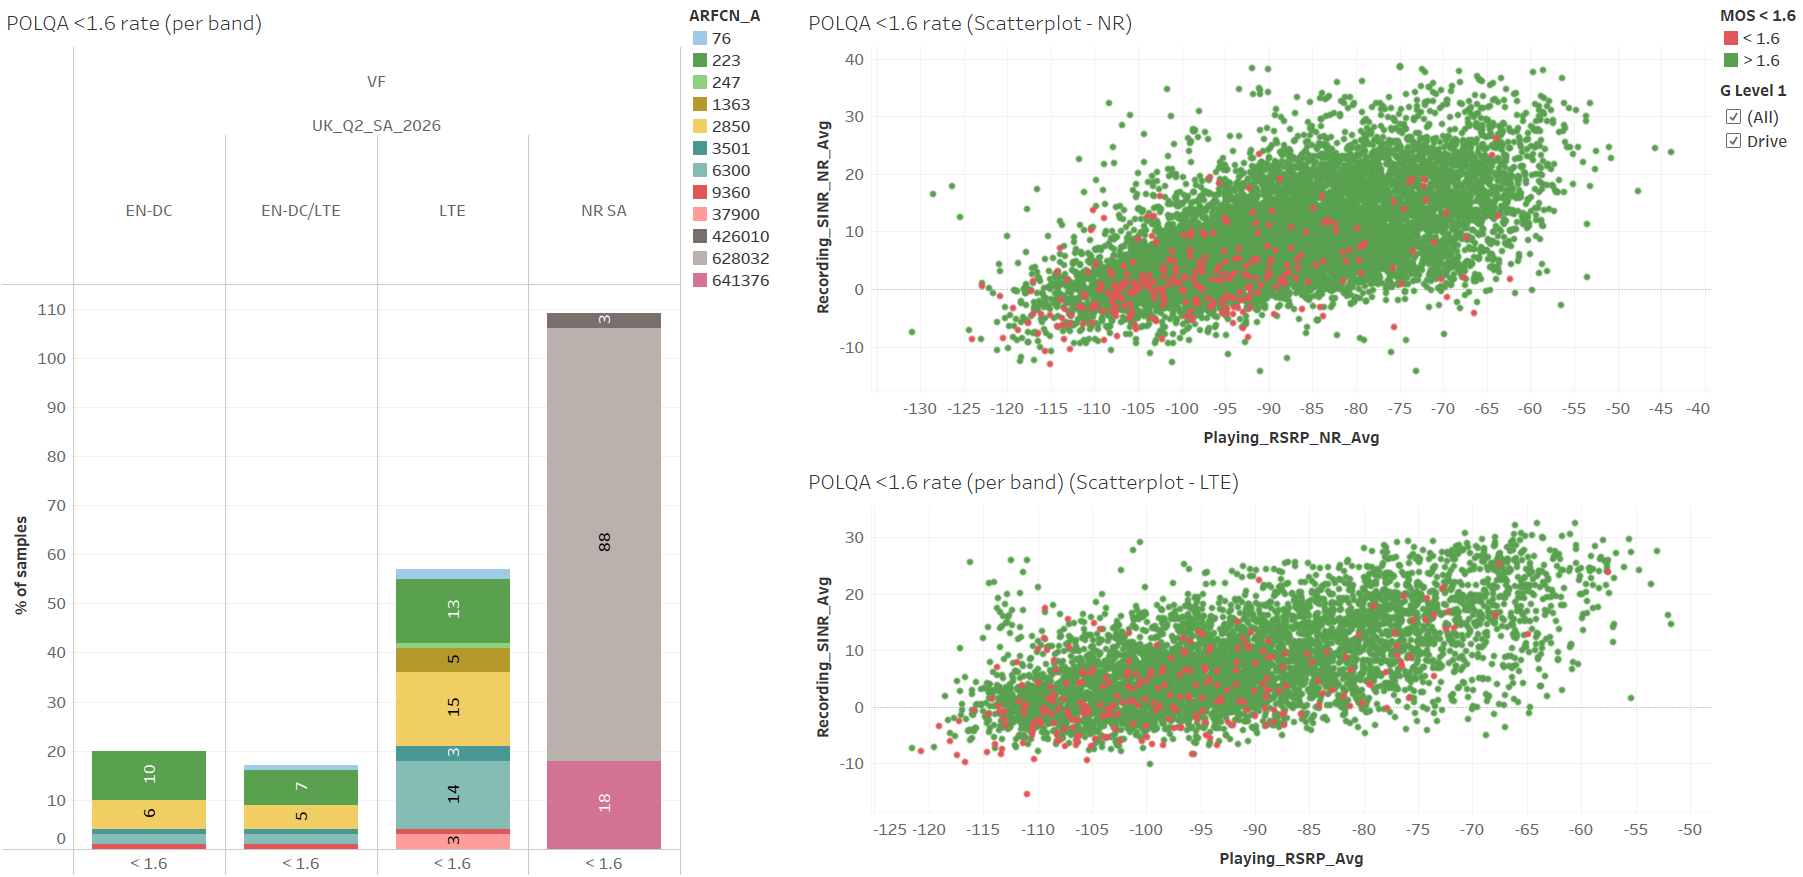 POLQA <1.6 rate (per band)
VF
UK_Q2_SA_2026
EN-DC EN-DC/LTE LTE NR SA
110
100
90
80
70
60
50
40
30
20
10
0
% of samples
10
6
7
5
13
5
15
3
14
3
3
88
18
< 1.6 < 1.6 < 1.6 < 1.6
ARFCN_A
76
223
247
1363
2850
3501
6300
9360
37900
426010
628032
641376
POLQA <1.6 rate (Scatterplot - NR)
40
30
20
10
0
-10
Recording_SINR_NR_Avg
-130 -125 -120 -115 -110 -105 -100 -95 -90 -85 -80 -75 -70 -65 -60 -55 -50 -45 -40
Playing_RSRP_NR_Avg
MOS < 1.6
< 1.6
> 1.6
G Level 1
(All)
Drive
POLQA <1.6 rate (per band) (Scatterplot - LTE)
30
20
10
0
-10
Recording_SINR_Avg
-125 -120 -115 -110 -105 -100 -95 -90 -85 -80 -75 -70 -65 -60 -55 -50
Playing_RSRP_Avg